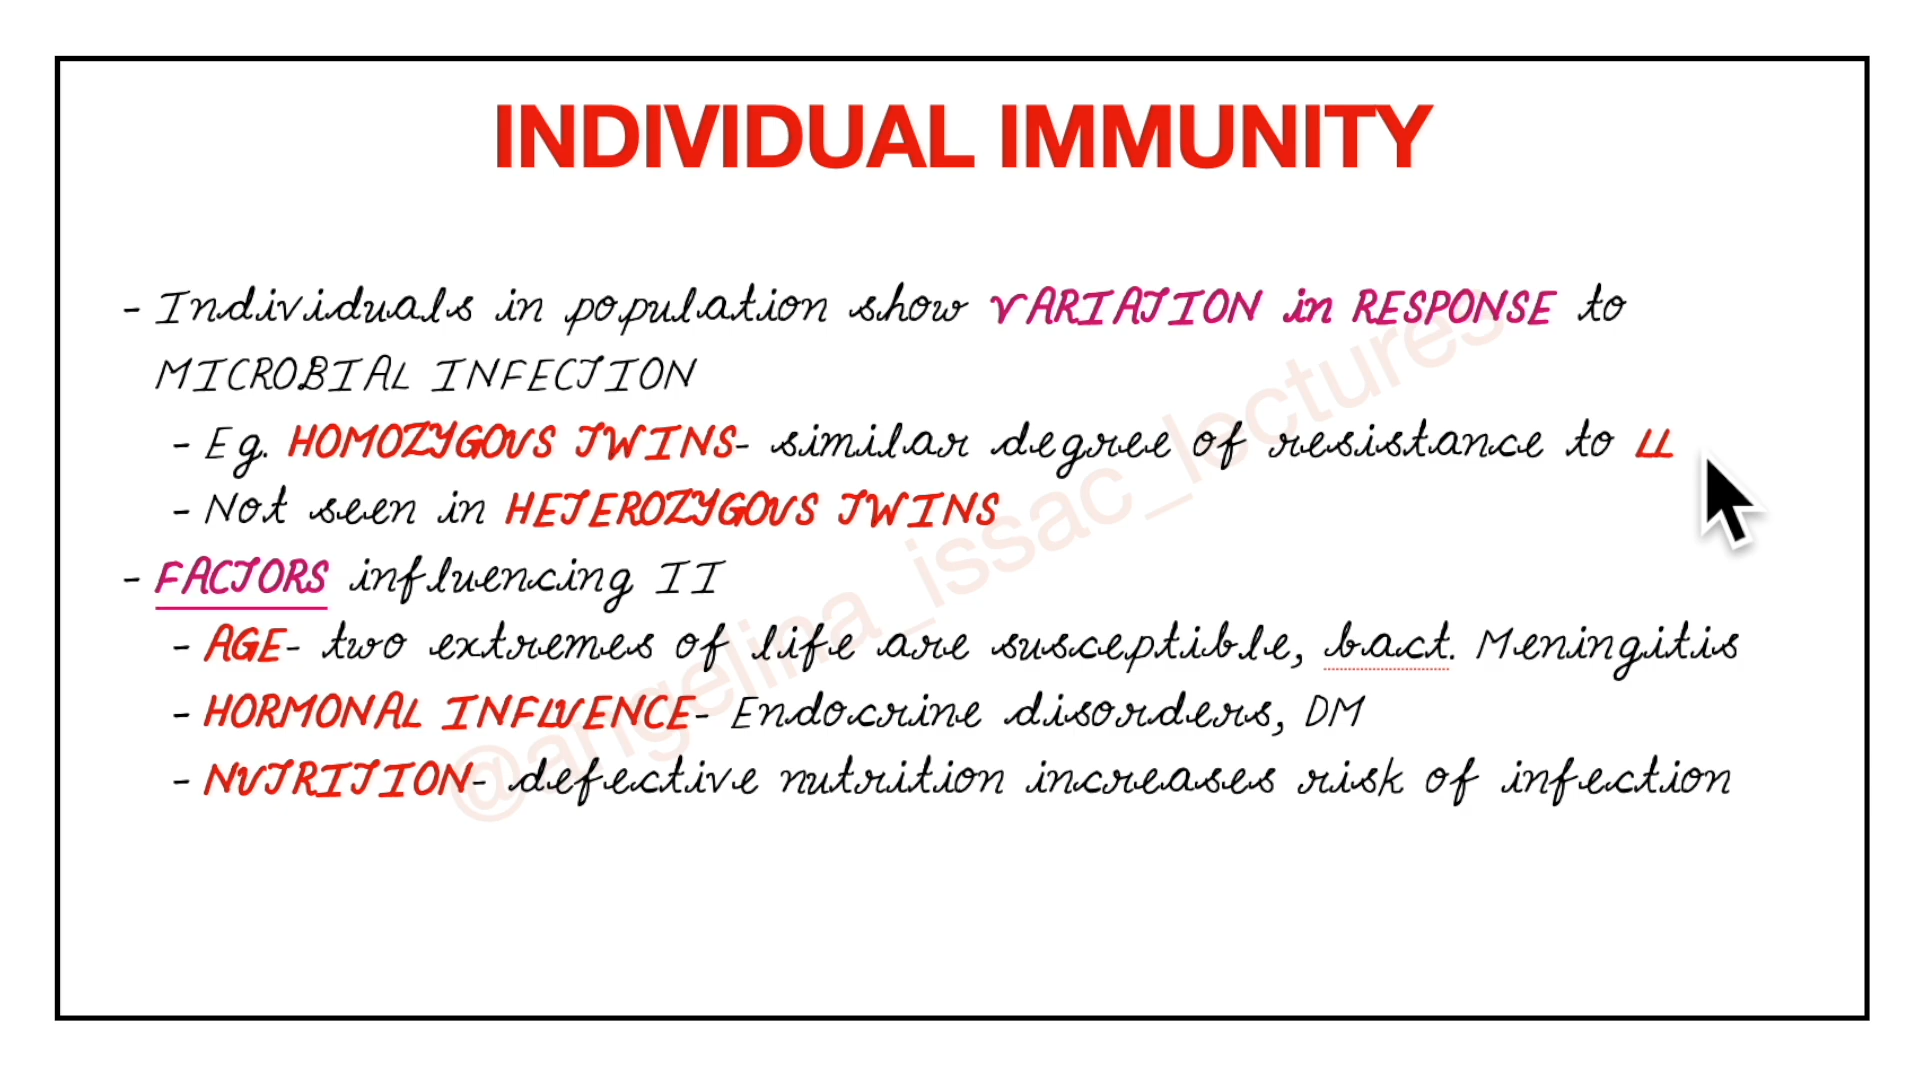 INDIVIDUAL IMMUNITY
- Individuals in population show VARIATION in RESPONSE to
MICROBIAL INFECTION
- Eg. HOMOZYGOUS TWINS- similar degree of resistance to LL
- Not seen in HETEROZYGOUS TWINS
- FACTORS influencing II
- AGE- two extremes of life are susceptible, bact. Meningitis
- HORMONAL INFLUENCE- Endocrine disorders, DM
- NUTRITION- defective nutrition increases risk of infection
@angelina_issac_lectures